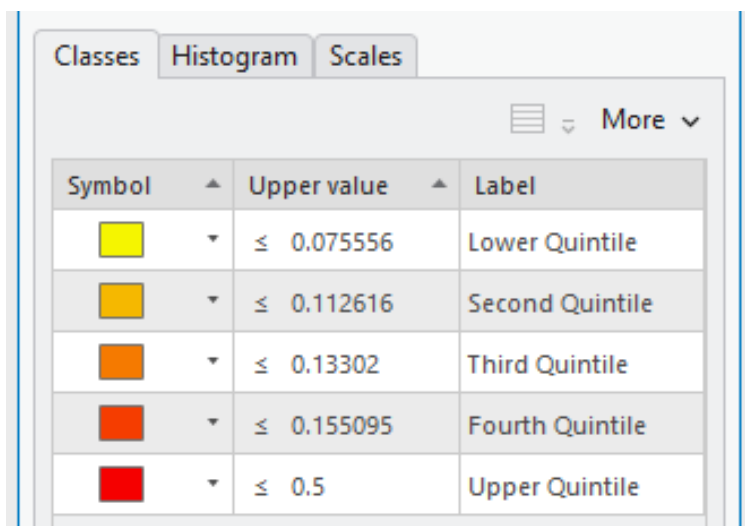 Classes Histogram Scales
More
Symbol Upper value Label
≤ 0.075556 Lower Quintile
≤ 0.112616 Second Quintile
≤ 0.13302 Third Quintile
≤ 0.155095 Fourth Quintile
≤ 0.5 Upper Quintile